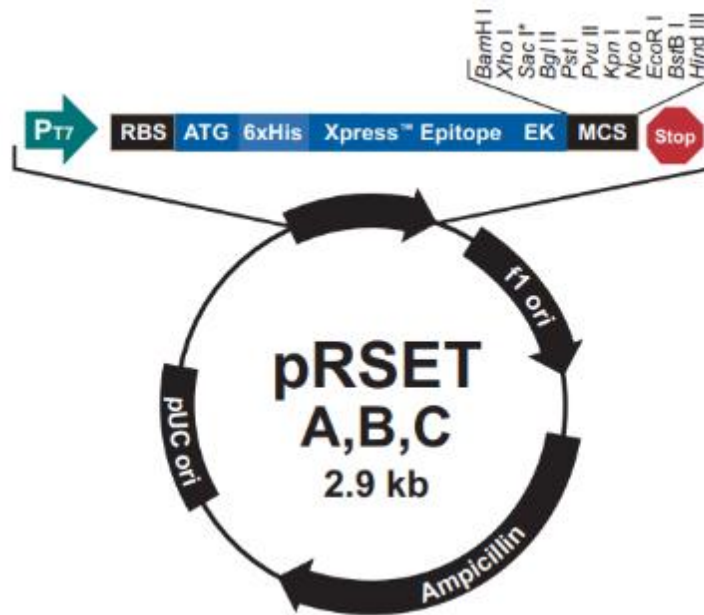 BamH I
Xho I
Sac I*
Bgl II
Pst I
Pvu II
Kpn I
Nco I
EcoR I
BstB I
Hind III
PT7
RBS
ATG
6xHis
Xpress™ Epitope
EK
MCS
Stop
f1 ori
pRSET
A,B,C
2.9 kb
pUC ori
Ampicillin